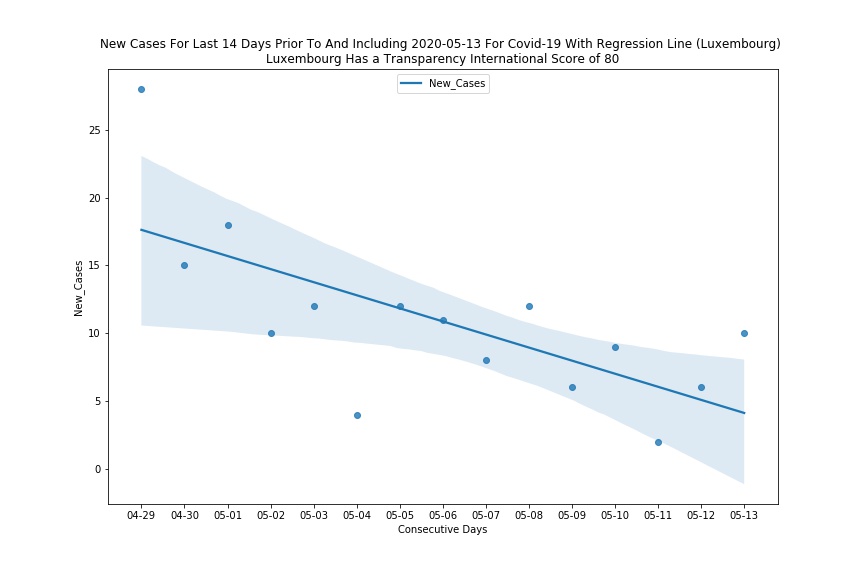 New Cases For Last 14 Days Prior To And Including 2020-05-13 For Covid-19 With Regression Line (Luxembourg)
Luxembourg Has a Transparency International Score of 80
New_Cases
25
20
15
10
5
0
New_Cases
04-29 04-30 05-01 05-02 05-03 05-04 05-05 05-06 05-07 05-08 05-09 05-10 05-11 05-12 05-13
Consecutive Days